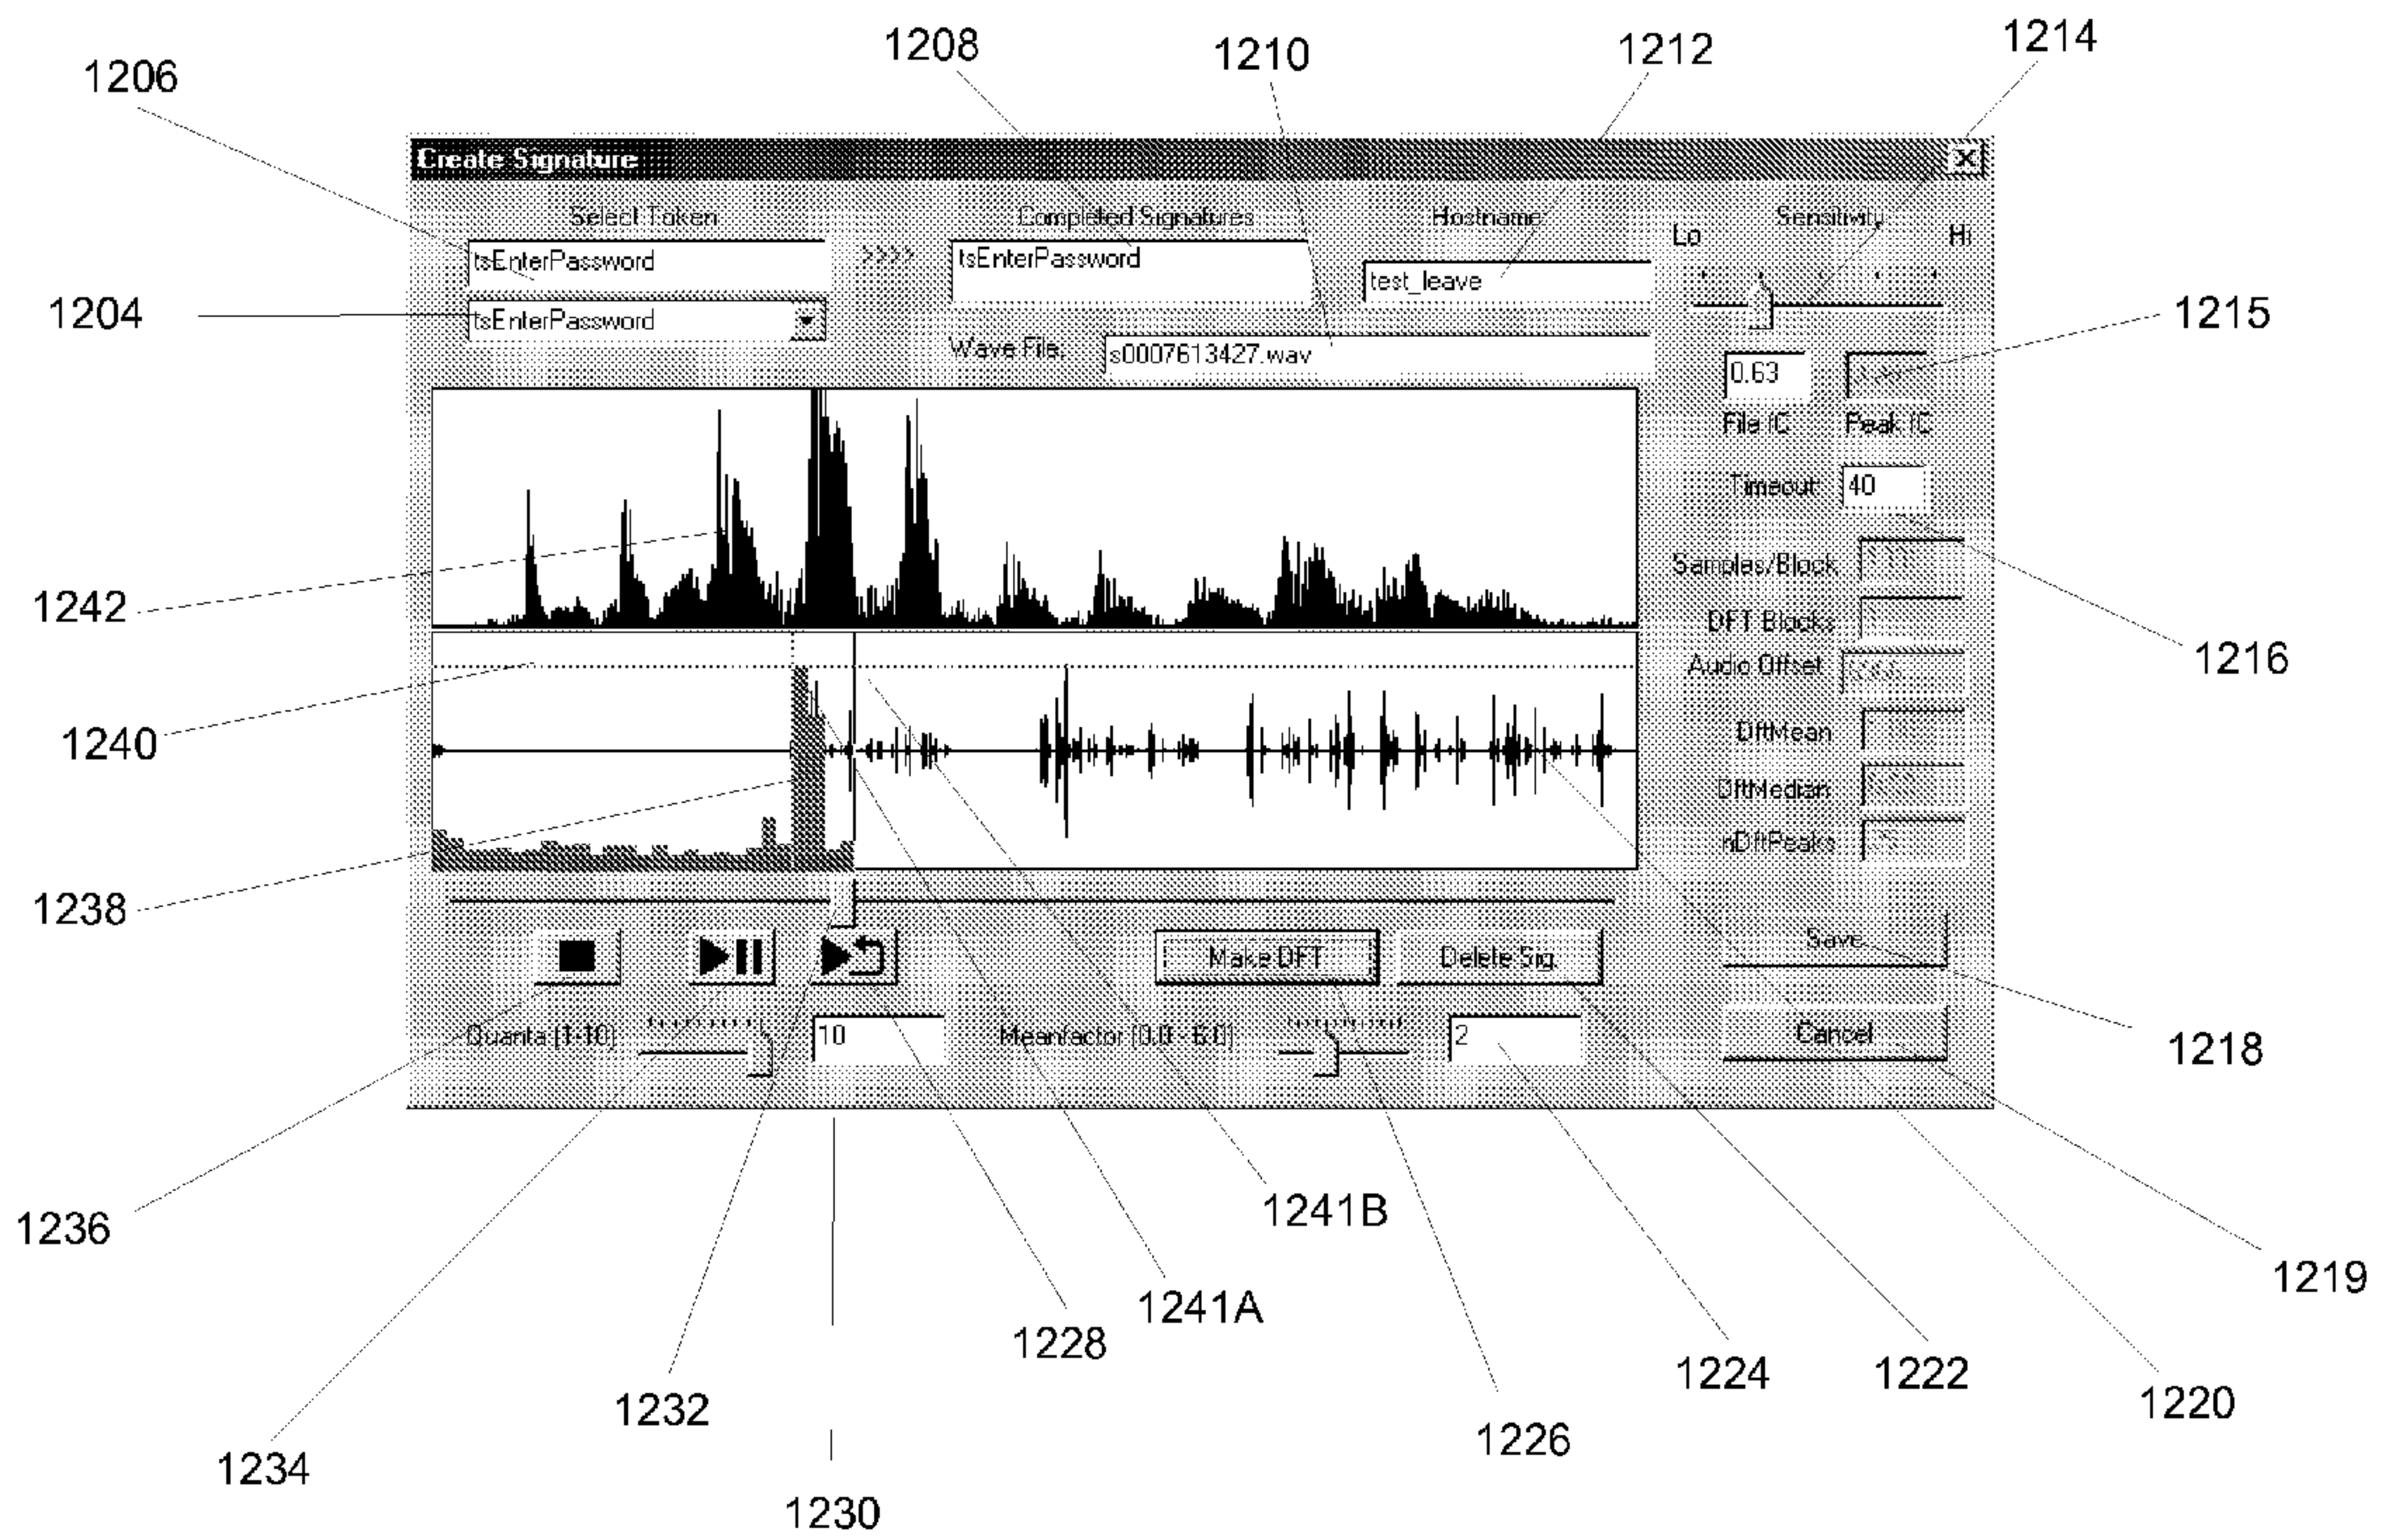 1208
1210
1212
1214
1206
Create Signature
Select Token
Completed Signatures
Hostname
Sensitivity
Lo
Hi
tsEnterPassword
>>>>
tsEnterPassword
test_leave
1204
tsEnterPassword
1215
Wave File:
s0007613427.wav
0.63
File IC
Peak IC
Timeout
40
Samples/Block
1242
DFT Blocks
1216
Audio Offset
1240
DftMean
DftMedian
nDftPeaks
1238
Save
Make DFT
Delete Sig.
Quanta (1-10)
10
Meanfactor (0.0 - 6.0)
2
Cancel
1218
1236
1241B
1219
1241A
1228
1224
1222
1220
1232
1226
1234
1230